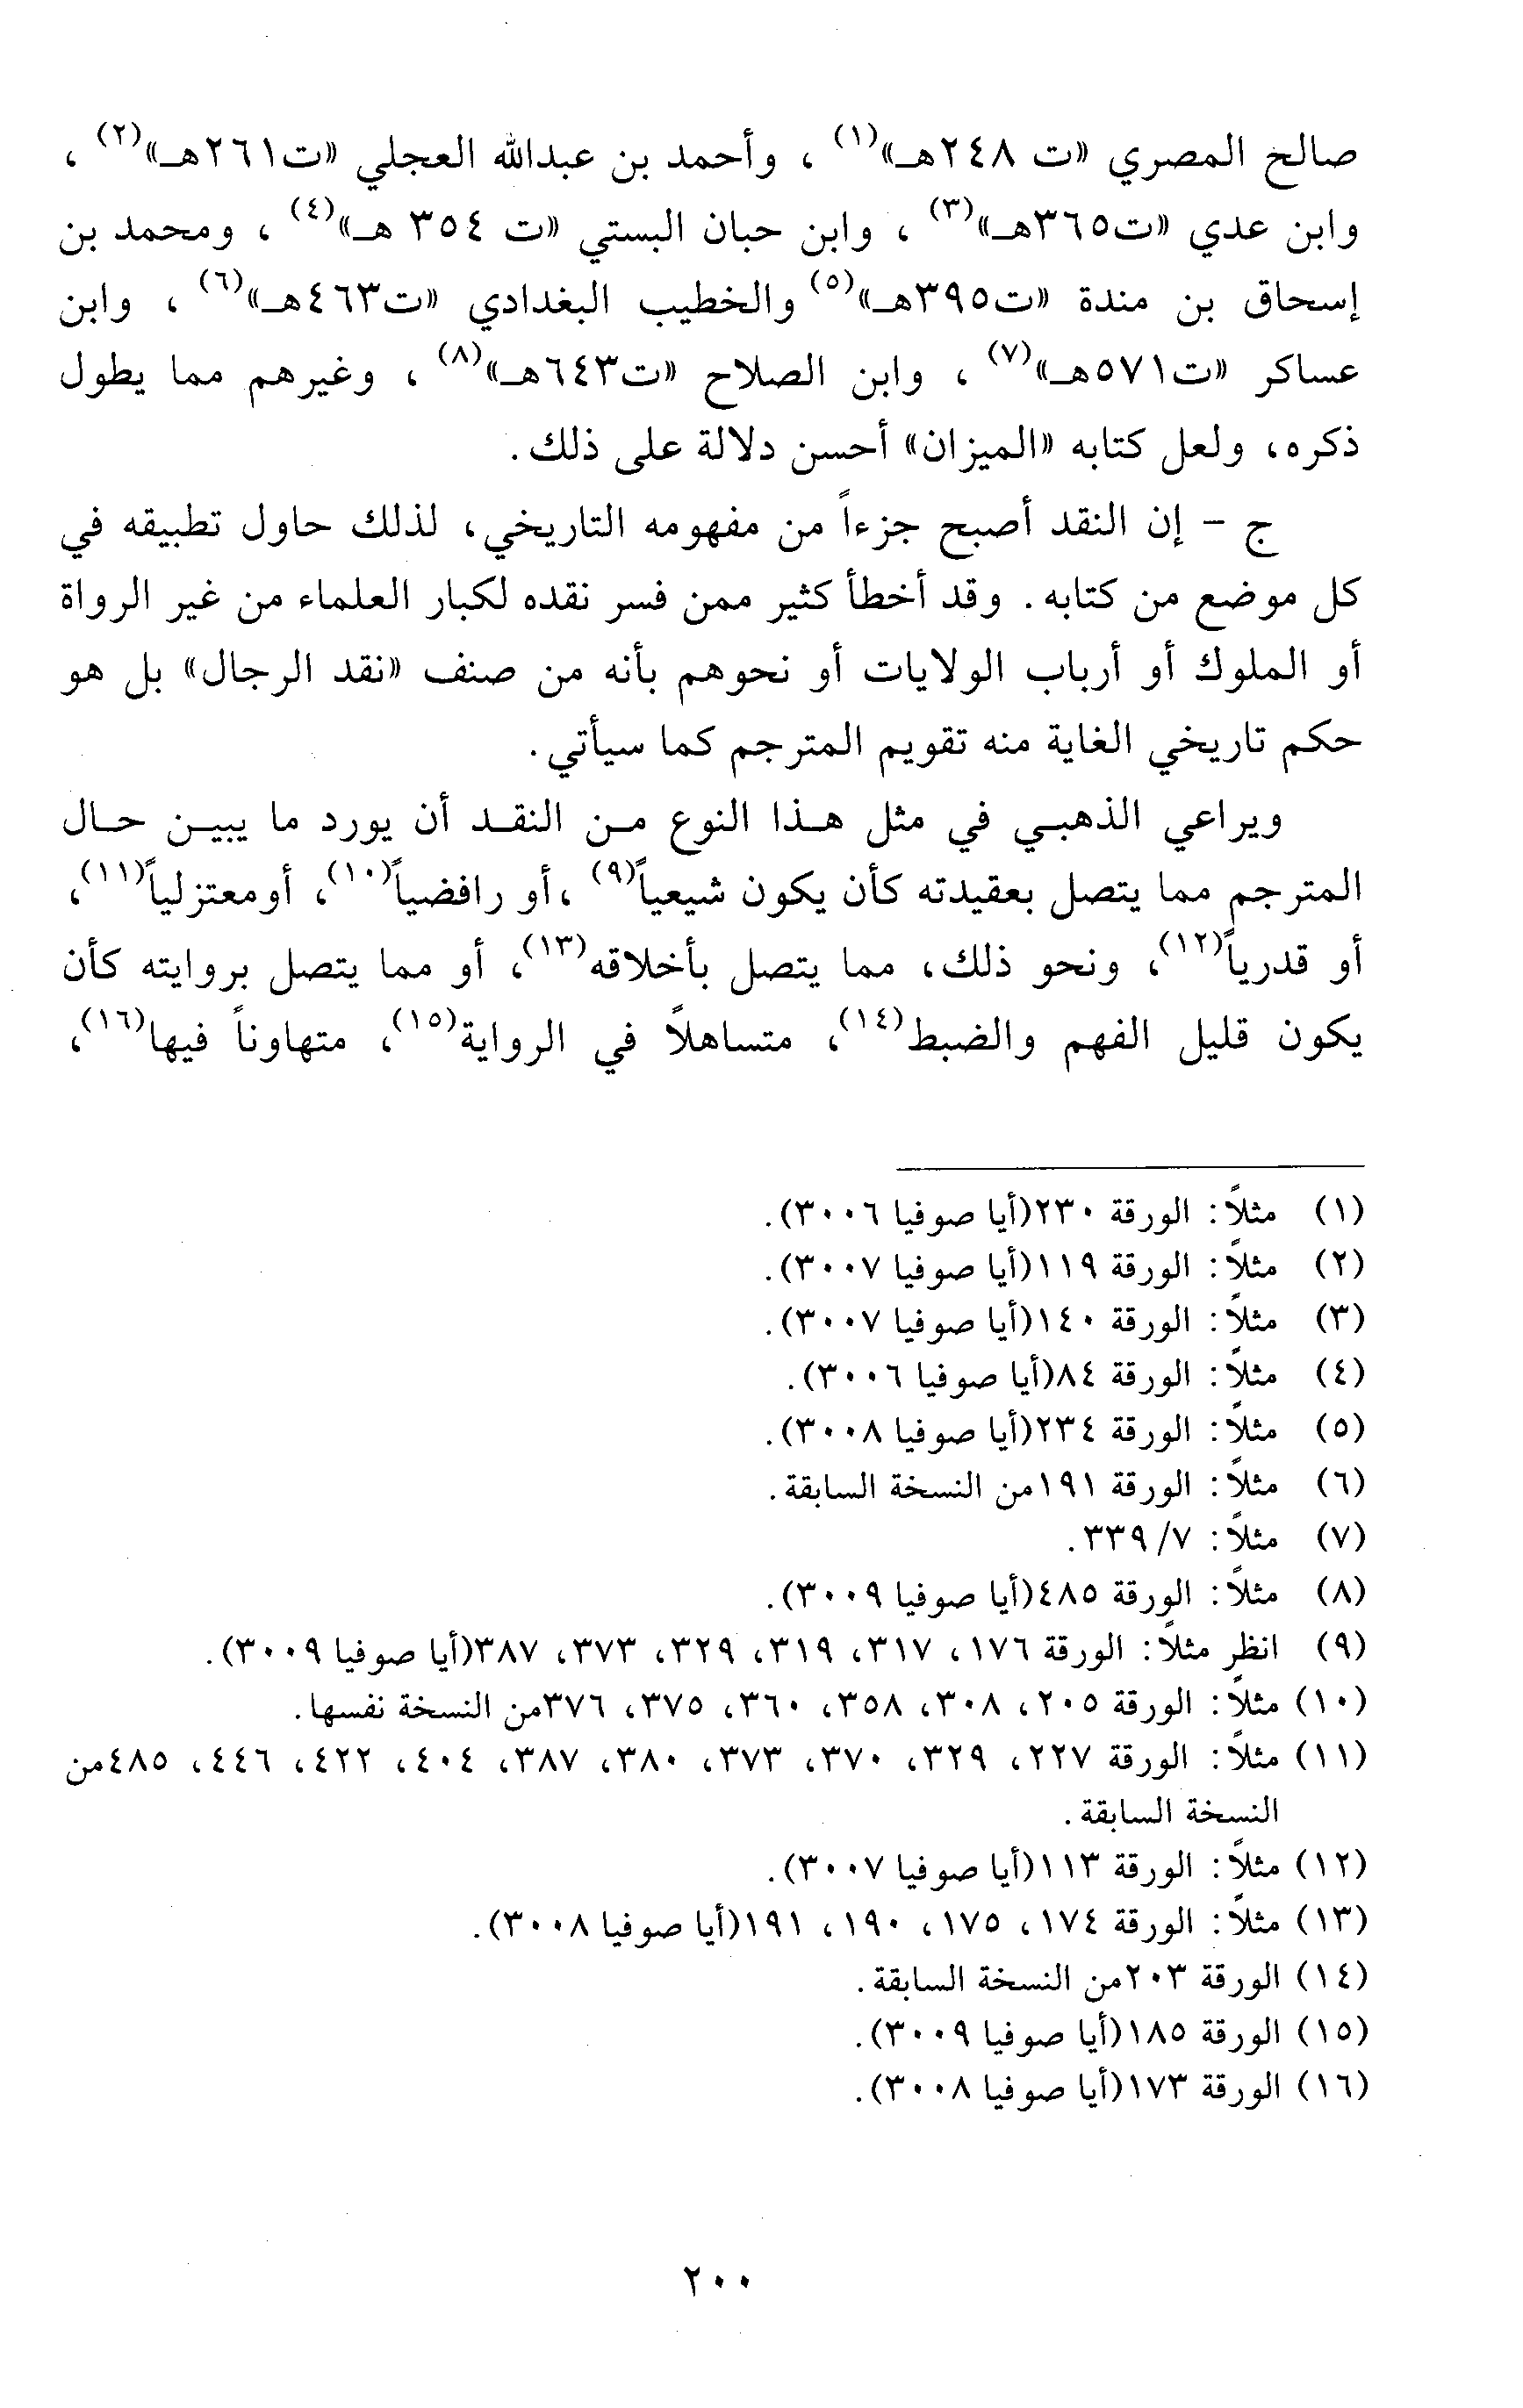 صالح المصري «ت ٢٤٨هـ»(١) ، وأحمد بن عبدالله العجلي «ت٢٦١هـ»(٢) ،
وابن عدي «ت٣٦٥هـ»(٣) ، وابن حبان البستي «ت ٣٥٤ هـ»(٤) ، ومحمد بن
إسحاق بن مندة «ت٣٩٥هـ»(٥) والخطيب البغدادي «ت٤٦٣هـ»(٦) ، وابن
عساكر «ت٥٧١هـ»(٧) ، وابن الصلاح «ت٦٤٣هـ»(٨) ، وغيرهم مما يطول
ذكره، ولعل كتابه «الميزان» أحسن دلالة على ذلك.
ج - إن النقد أصبح جزءاً من مفهومه التاريخي، لذلك حاول تطبيقه في
كل موضع من كتابه. وقد أخطأ كثير ممن فسر نقده لكبار العلماء من غير الرواة
أو الملوك أو أرباب الولايات أو نحوهم بأنه من صنف «نقد الرجال» بل هو
حكم تاريخي الغاية منه تقويم المترجم كما سيأتي.
ويراعي الذهبي في مثل هذا النوع من النقد أن يورد ما يبين حال
المترجم مما يتصل بعقيدته كأن يكون شيعياً(٩) ،أو رافضياً(١٠)، أومعتزلياً(١١)،
أو قدرياً(١٢)، ونحو ذلك، مما يتصل بأخلاقه(١٣)، أو مما يتصل بروايته كأن
يكون قليل الفهم والضبط(١٤)، متساهلاً في الرواية(١٥)، متهاوناً فيها(١٦)،
(١) مثلاً: الورقة ٢٣٠(أيا صوفيا ٣٠٠٦).
(٢) مثلاً: الورقة ١١٩(أيا صوفيا ٣٠٠٧).
(٣) مثلاً: الورقة ١٤٠(أيا صوفيا ٣٠٠٧).
(٤) مثلاً: الورقة ٨٤(أيا صوفيا ٣٠٠٦).
(٥) مثلاً: الورقة ٢٣٤(أيا صوفيا ٣٠٠٨).
(٦) مثلاً: الورقة ١٩١من النسخة السابقة.
(٧) مثلاً: ٧/ ٣٣٩.
(٨) مثلاً: الورقة ٤٨٥(أيا صوفيا ٣٠٠٩).
(٩) انظر مثلاً: الورقة ١٧٦، ٣١٧، ٣١٩، ٣٢٩، ٣٧٣، ٣٨٧(أيا صوفيا ٣٠٠٩).
(١٠) مثلاً: الورقة ٢٠٥، ٣٠٨، ٣٥٨، ٣٦٠، ٣٧٥، ٣٧٦من النسخة نفسها.
(١١) مثلاً: الورقة ٢٢٧، ٣٢٩، ٣٧٠، ٣٧٣، ٣٨٠، ٣٨٧، ٤٠٤، ٤٢٢، ٤٤٦، ٤٨٥من
النسخة السابقة.
(١٢) مثلاً: الورقة ١١٣(أيا صوفيا ٣٠٠٧).
(١٣) مثلاً: الورقة ١٧٤، ١٧٥، ١٩٠، ١٩١(أيا صوفيا ٣٠٠٨).
(١٤) الورقة ٢٠٣من النسخة السابقة.
(١٥) الورقة ١٨٥(أيا صوفيا ٣٠٠٩).
(١٦) الورقة ١٧٣(أيا صوفيا ٣٠٠٨).
٢٠٠